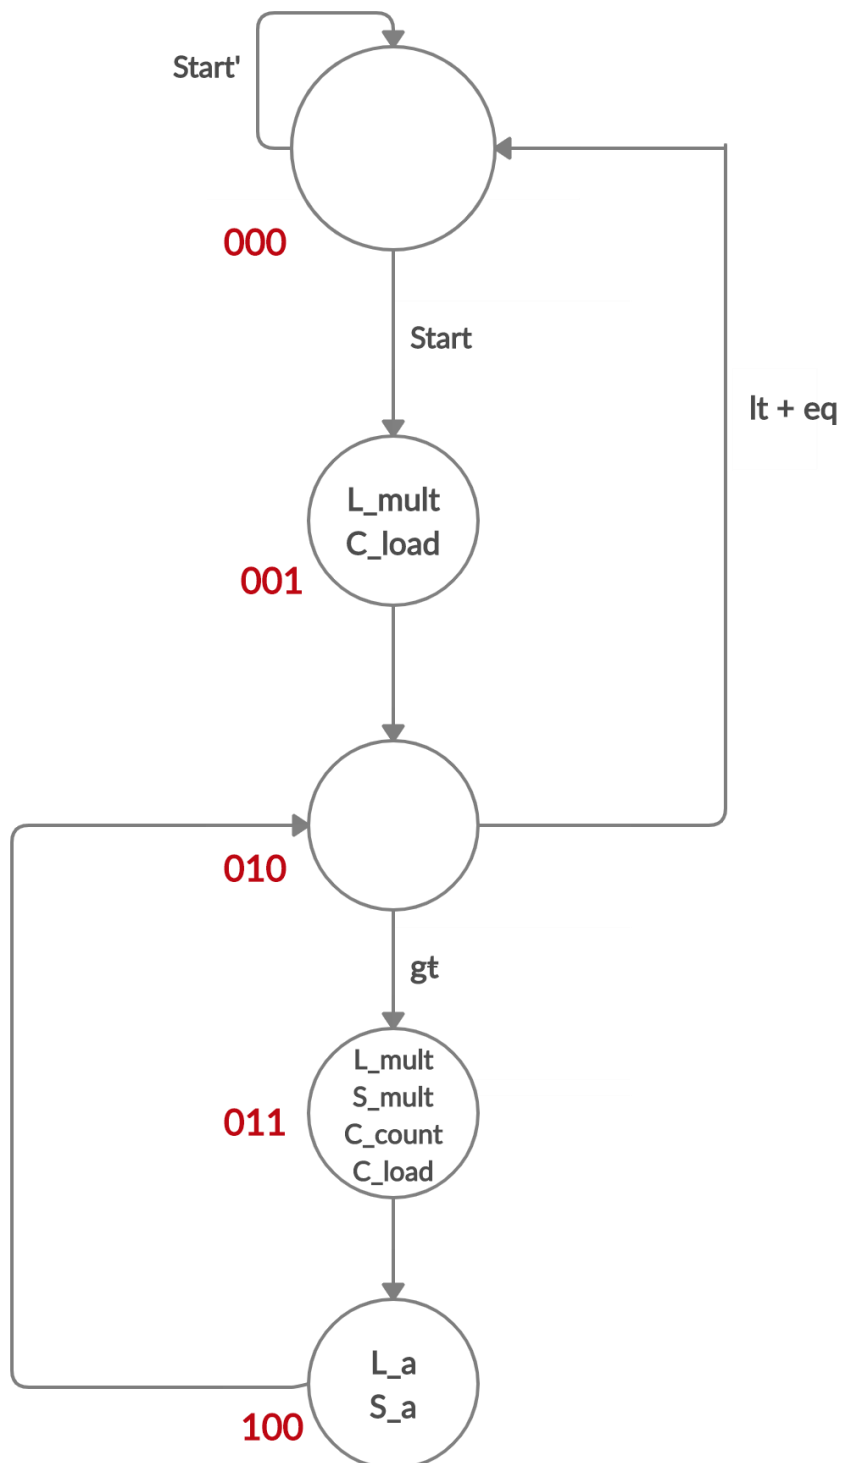 Start'
000
Start
lt + eq
L_mult
C_load
001
010
gt
L_mult
S_mult
C_count
C_load
011
L_a
S_a
100